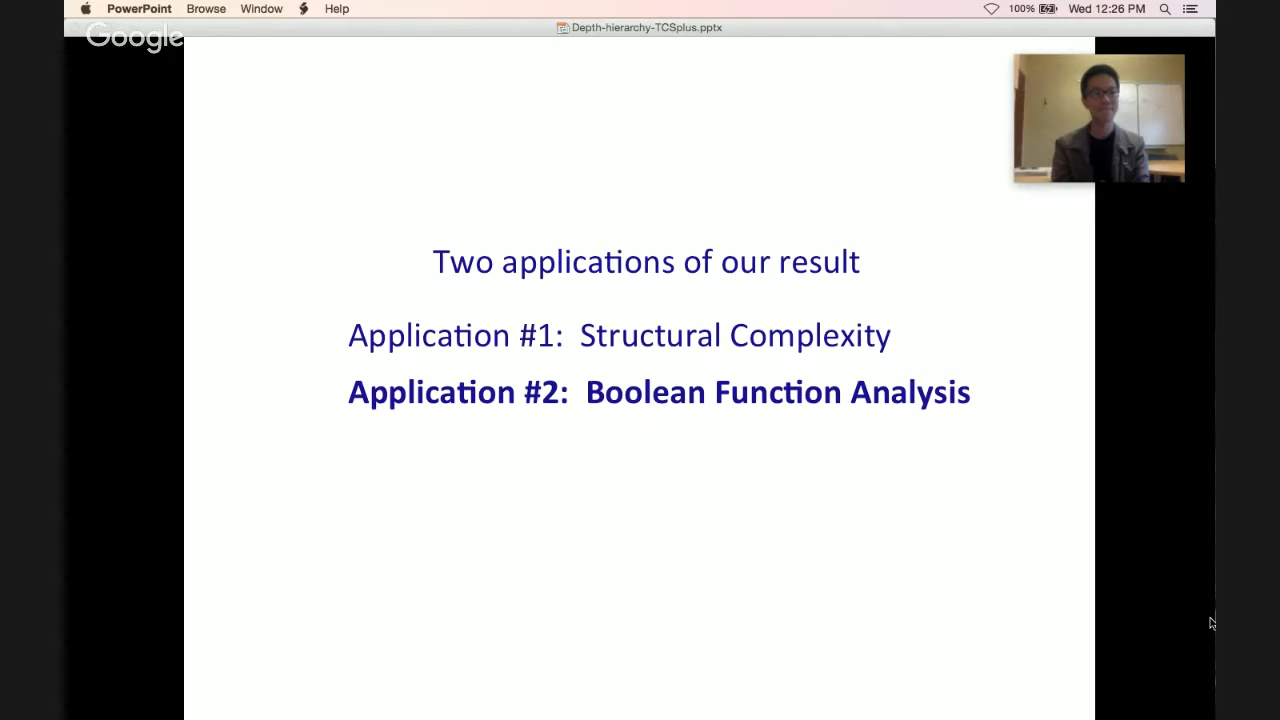 PowerPoint Browse Window Help 100% Wed 12:26 PM
Google
Depth-hierarchy-TCSplus.pptx
Two applications of our result
Application #1: Structural Complexity
Application #2: Boolean Function Analysis